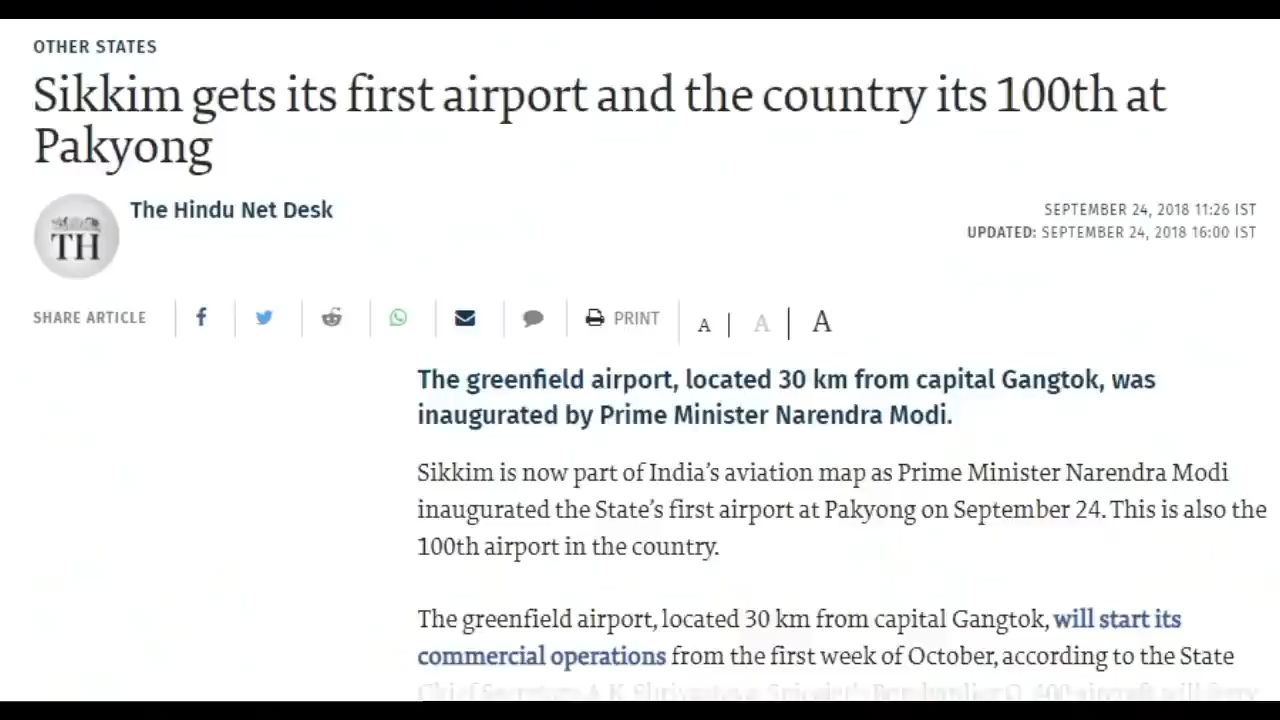 OTHER STATES
Sikkim gets its first airport and the country its 100th at
Pakyong
TH
The Hindu Net Desk
SEPTEMBER 24, 2018 11:26 IST
UPDATED: SEPTEMBER 24, 2018 16:00 IST
SHARE ARTICLE
PRINT
A | A | A
The greenfield airport, located 30 km from capital Gangtok, was
inaugurated by Prime Minister Narendra Modi.
Sikkim is now part of India’s aviation map as Prime Minister Narendra Modi
inaugurated the State’s first airport at Pakyong on September 24. This is also the
100th airport in the country.
The greenfield airport, located 30 km from capital Gangtok, will start its
commercial operations from the first week of October, according to the State